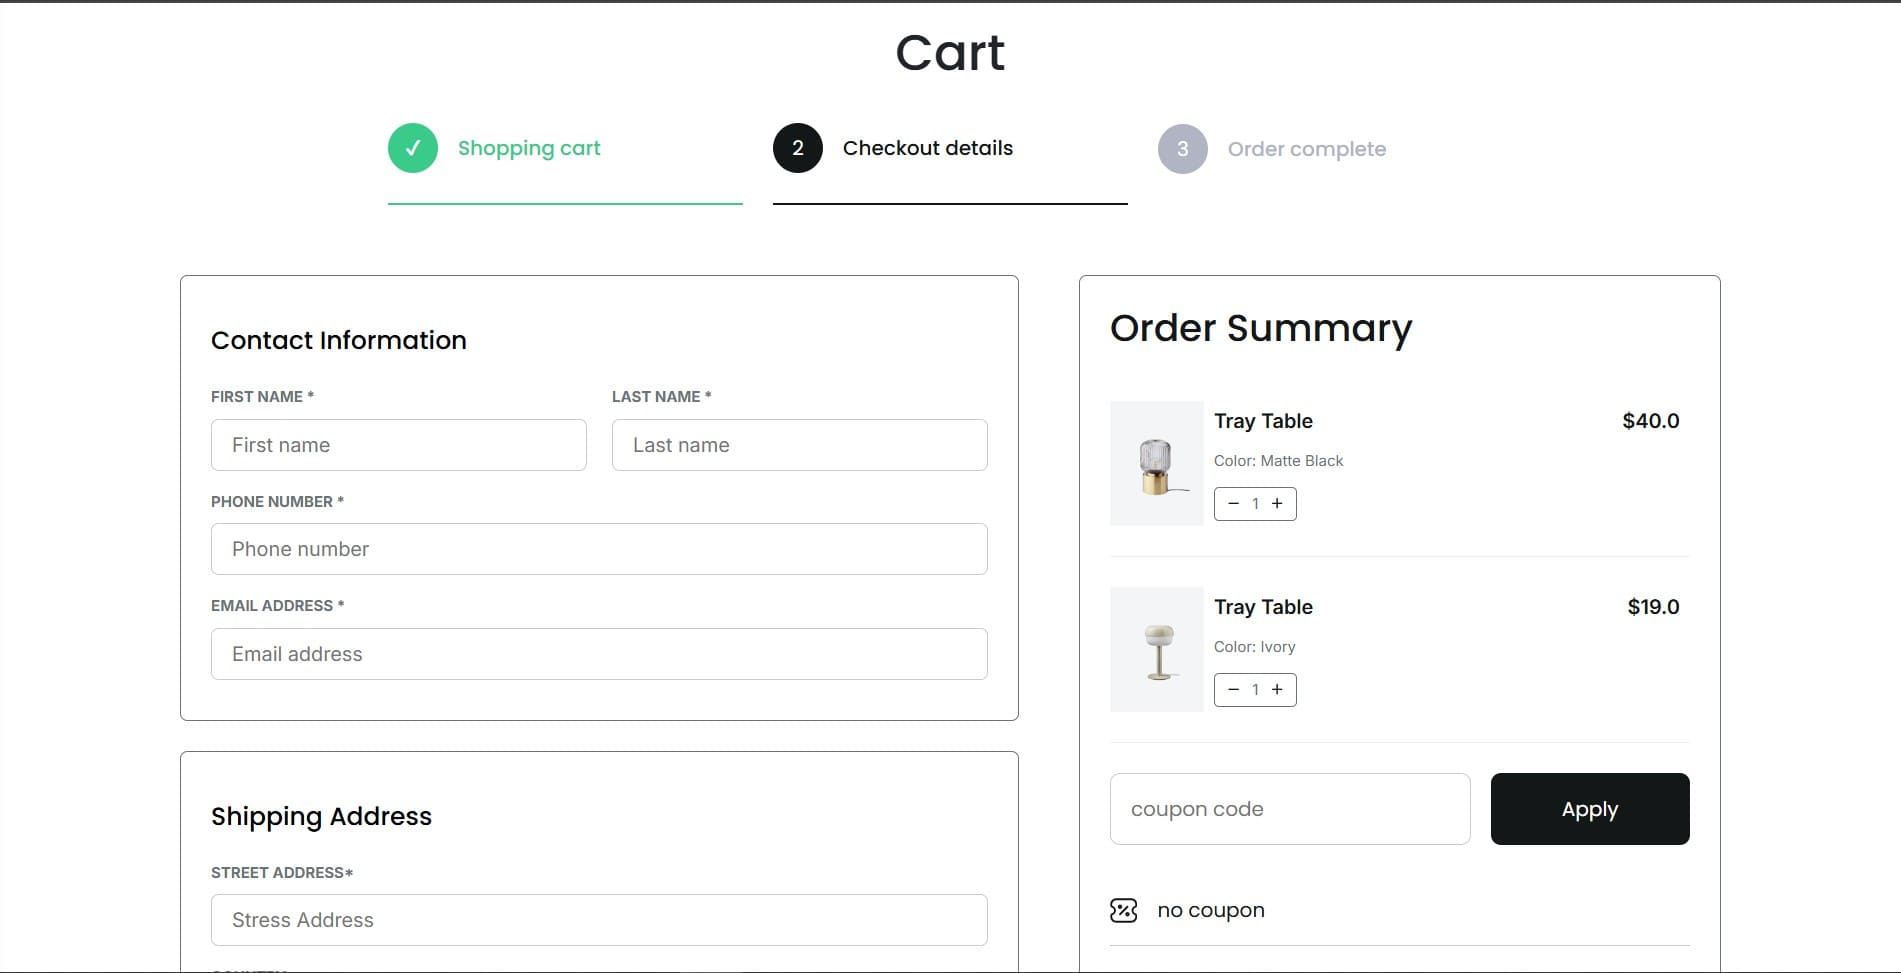 Cart
Shopping cart
2 Checkout details
3 Order complete
Contact Information
FIRST NAME *
LAST NAME *
First name
Last name
PHONE NUMBER *
Phone number
EMAIL ADDRESS *
Email address
Shipping Address
STREET ADDRESS*
Stress Address
Order Summary
Tray Table
$40.0
Color: Matte Black
− 1 +
Tray Table
$19.0
Color: Ivory
− 1 +
coupon code
Apply
no coupon